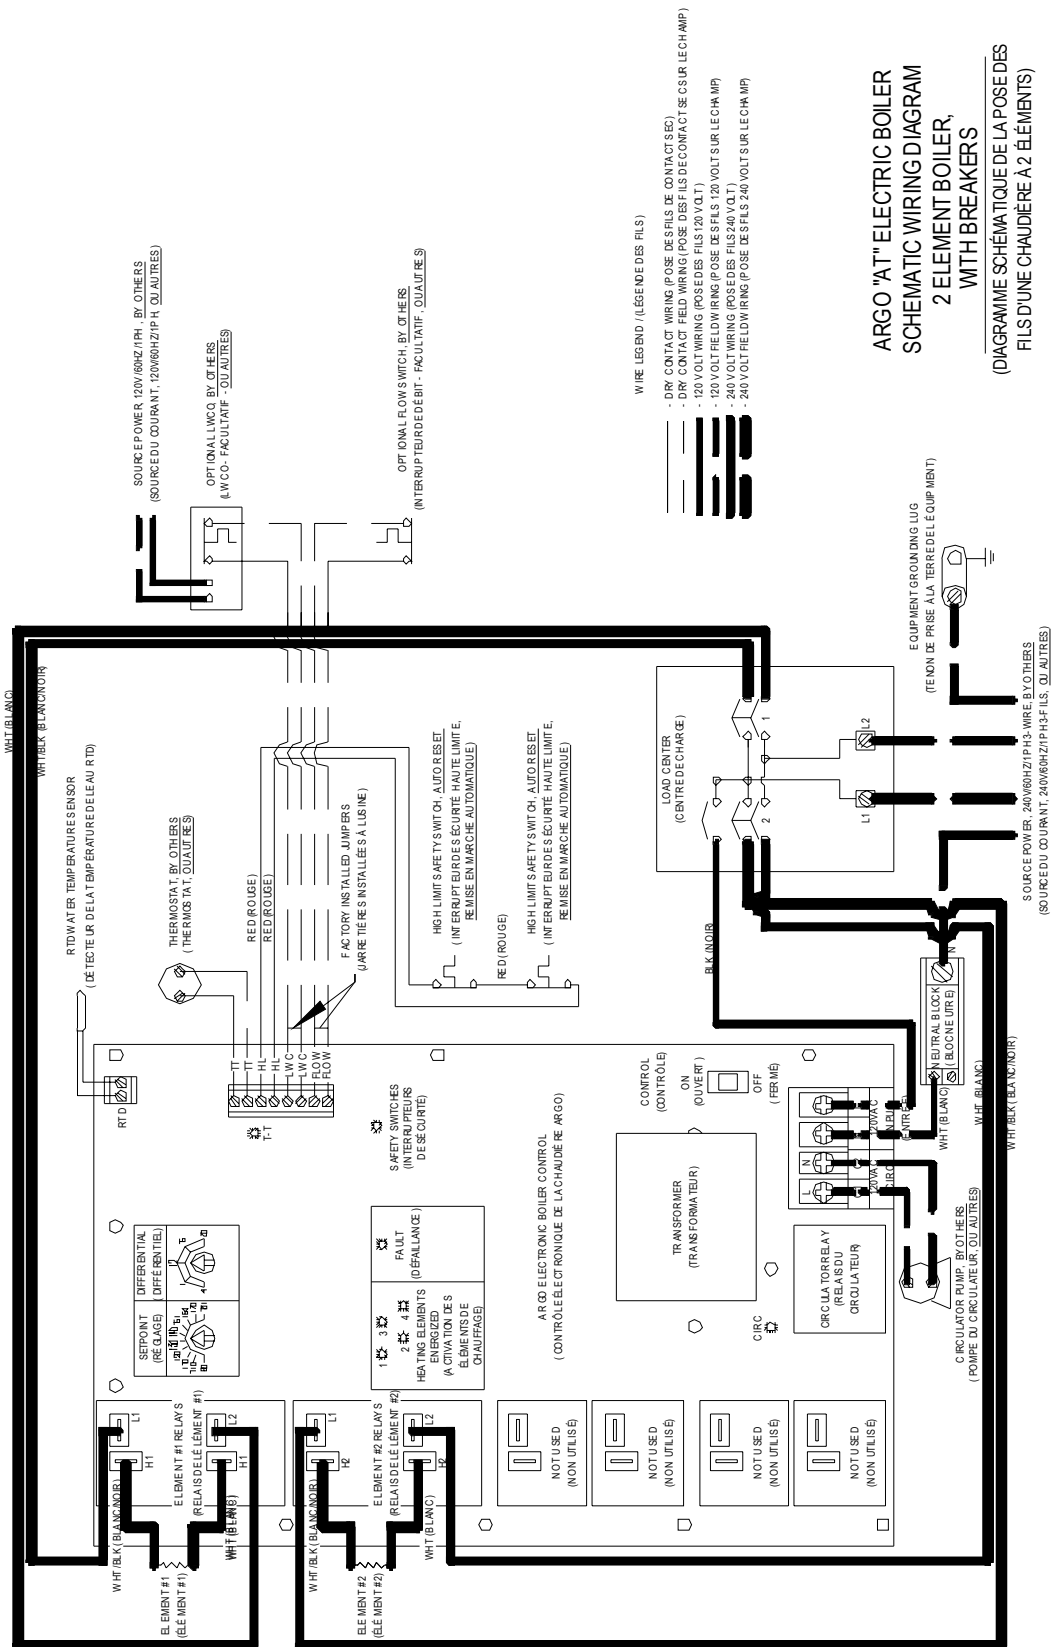 ARGO "AT" ELECTRIC BOILER
SCHEMATIC WIRING DIAGRAM
2 ELEMENT BOILER,
WITH BREAKERS
(DIAGRAMME SCHÉMATIQUE DE LA POSE DES
FILS D'UNE CHAUDIÈRE À 2 ÉLÉMENTS)
WIRE LEGEND / (LÉGENDE DES FILS)
- DRY CONTACT WIRING (POSE DES FILS DE CONTACT SEC)
- DRY CONTACT FIELD WIRING (POSE DES FILS DE CONTACT SEC SUR LE CHAMP)
- 120 VOLT WIRING (POSE DES FILS 120 VOLT)
- 120 VOLT FIELD WIRING (POSE DES FILS 120 VOLT SUR LE CHAMP)
- 240 VOLT WIRING (POSE DES FILS 240 VOLT)
- 240 VOLT FIELD WIRING (POSE DES FILS 240 VOLT SUR LE CHAMP)
SOURCE POWER, 120V/60HZ/1PH, BY OTHERS
(SOURCE DU COURANT, 120V/60HZ/1PH, OU AUTRES)
OPTIONAL LWCO, BY OTHERS
(LWCO - FACULTATIF - OU AUTRES)
OPTIONAL FLOW SWITCH, BY OTHERS
(INTERRUPTEUR DE DÉBIT - FACULTATIF, OU AUTRES)
WHT (BLANC)
WHT/BLK (BLANC/NOIR)
RTD WATER TEMPERATURE SENSOR
(DÉTECTEUR DE LA TEMPÉRATURE DE LEAU RTD)
THERMOSTAT, BY OTHERS
(THERMOSTAT, OU AUTRES)
RED (ROUGE)
RED (ROUGE)
FACTORY INSTALLED JUMPERS
(JARRETIÈRES INSTALLÉES À LUSINE)
HIGH LIMIT SAFETY SWITCH, AUTO RESET
(INTERRUPTEUR DE SÉCURITÉ HAUTE LIMITE,
REMISE EN MARCHE AUTOMATIQUE)
RED (ROUGE)
HIGH LIMIT SAFETY SWITCH, AUTO RESET
(INTERRUPTEUR DE SÉCURITÉ HAUTE LIMITE,
REMISE EN MARCHE AUTOMATIQUE)
LOAD CENTER
(CENTRE DE CHARGE)
1
2
L1
L2
BLK (NOIR)
EQUIPMENT GROUNDING LUG
(TENON DE PRISE À LA TERRE DE L ÉQUIPMENT)
SOURCE POWER, 240V/60HZ/1PH 3-WIRE, BY OTHERS
(SOURCE DU COURANT, 240V/60HZ/1PH 3-FILS, OU AUTRES)
N
NEUTRAL BLOCK
(BLOC NEUTRE)
WHT (BLANC)
WHT (BLANC)
WHT/BLK (BLANC/NOIR)
RTD
TT
TT
HL
HL
LWC
LWC
FLOW
FLOW
T-T
SAFETY SWITCHES
(INTERRUPTEURS
DE SÉCURITÉ)
CONTROL
(CONTRÔLE)
ON
(OUVERT)
OFF
(FERMÉ)
DIFFERENTIAL
(DIFFÉRENTIEL)
SETPOINT
(RÉGLAGE)
FAULT
(DÉFAILLANCE)
1
2
3
4
HEATING ELEMENTS
ENERGIZED
(ACTIVATION DES
ÉLÉMENTS DE
CHAUFFAGE)
ARGO ELECTRONIC BOILER CONTROL
(CONTRÔLE ÉLECTRONIQUE DE LA CHAUDIÈRE ARGO)
TRANSFORMER
(TRANSFORMATEUR)
L
N
120VAC
120VAC
(ENTRÉE)
CIRC
CIRCULATOR RELAY
(RELAIS DU
CIRCULATEUR)
CIRCULATOR PUMP, BY OTHERS
(POMPE DU CIRCULATEUR, OU AUTRES)
L1
H1
ELEMENT #1 RELAYS
(RELAIS DE LÉLÉMENT #1)
L2
H1
WHT/BLK (BLANC/NOIR)
WHT (BLANC)
ELEMENT #1
(ÉLÉMENT #1)
L1
H2
ELEMENT #2 RELAYS
(RELAIS DE LÉLÉMENT #2)
L2
H2
WHT/BLK (BLANC/NOIR)
WHT (BLANC)
ELEMENT #2
(ÉLÉMENT #2)
NOT USED
(NON UTILISÉ)
NOT USED
(NON UTILISÉ)
NOT USED
(NON UTILISÉ)
NOT USED
(NON UTILISÉ)